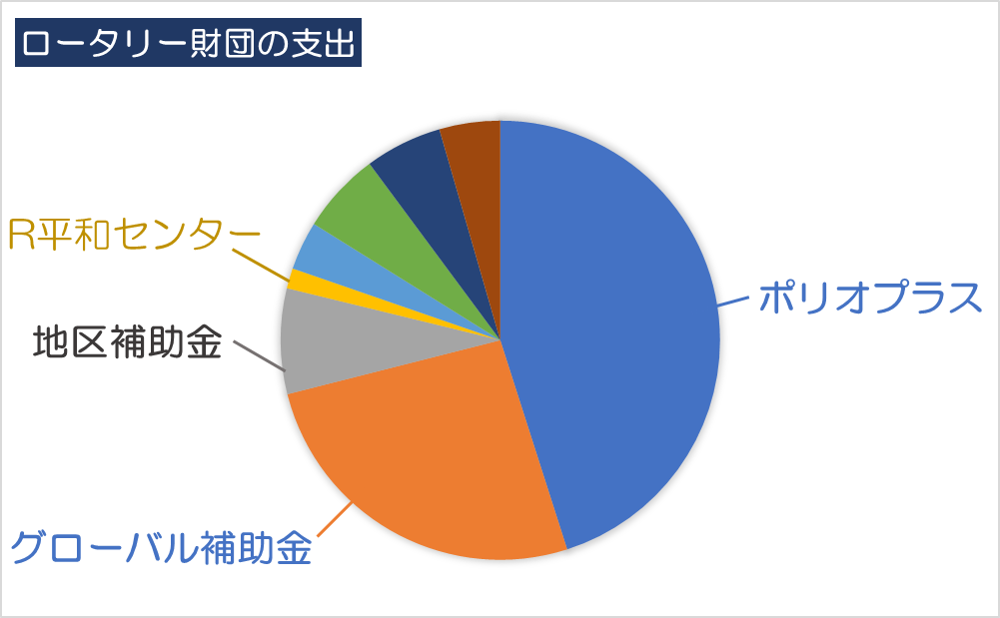 ロータリー財団の支出
R平和センター
ポリオプラス
地区補助金
グローバル補助金